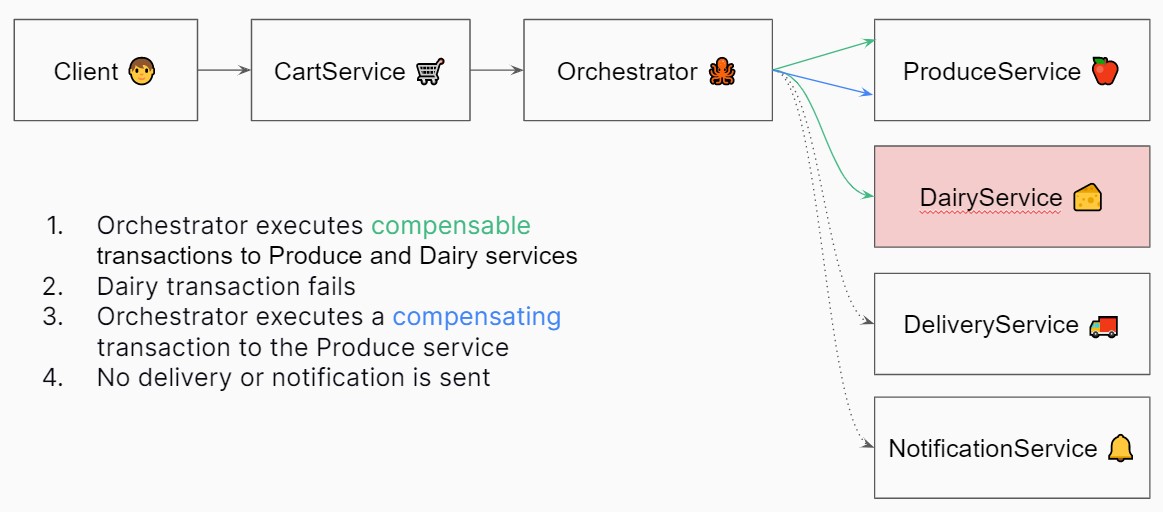 Client
CartService
Orchestrator
ProduceService
DairyService
DeliveryService
NotificationService
1. Orchestrator executes compensable
transactions to Produce and Dairy services
2. Dairy transaction fails
3. Orchestrator executes a compensating
transaction to the Produce service
4. No delivery or notification is sent